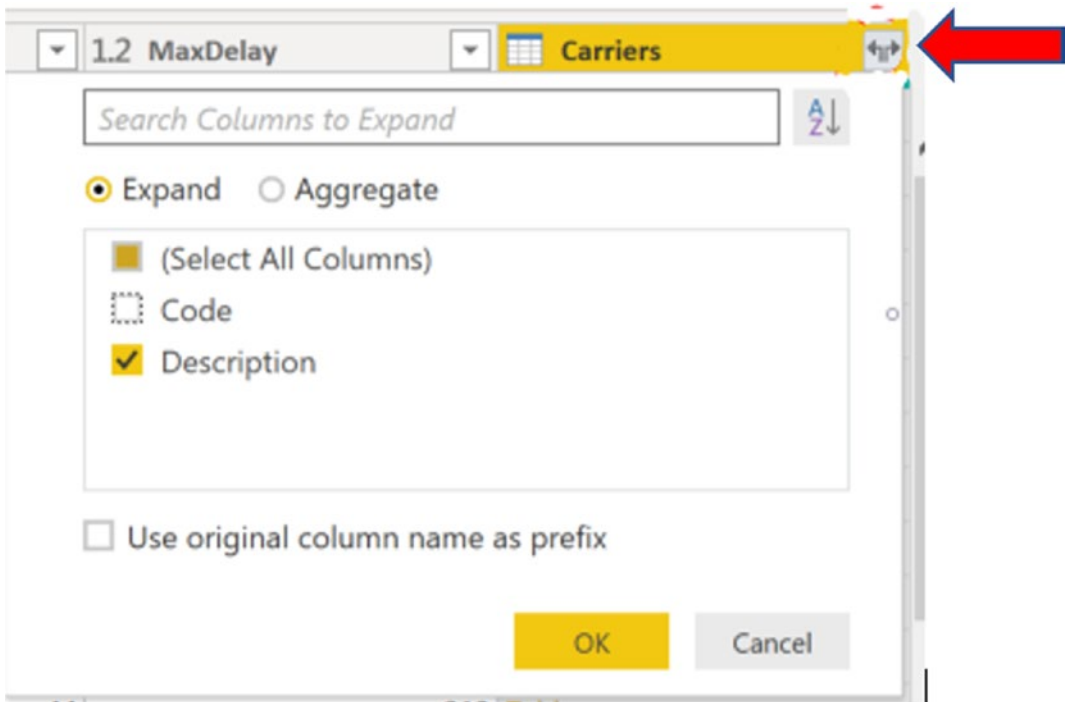 1.2 MaxDelay Carriers
Search Columns to Expand
AZ
Expand Aggregate
(Select All Columns)
Code
Description
Use original column name as prefix
OK Cancel